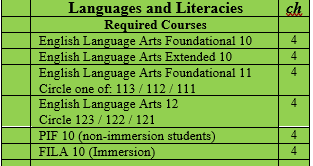 Languages and Literacies ch
Required Courses
English Language Arts Foundational 10 4
English Language Arts Extended 10 4
English Language Arts Foundational 11 4
Circle one of: 113 / 112 / 111
English Language Arts 12 4
Circle 123 / 122 / 121
PIF 10 (non-immersion students) 4
FILA 10 (Immersion) 4